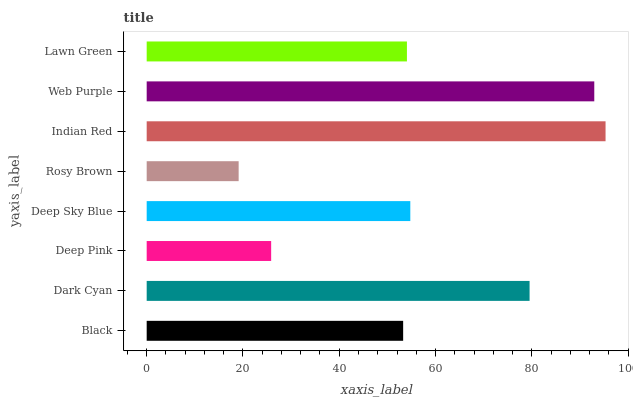 title
Lawn Green
Web Purple
Indian Red
Rosy Brown
Deep Sky Blue
Deep Pink
Dark Cyan
Black
yaxis_label
0 20 40 60 80 100
xaxis_label